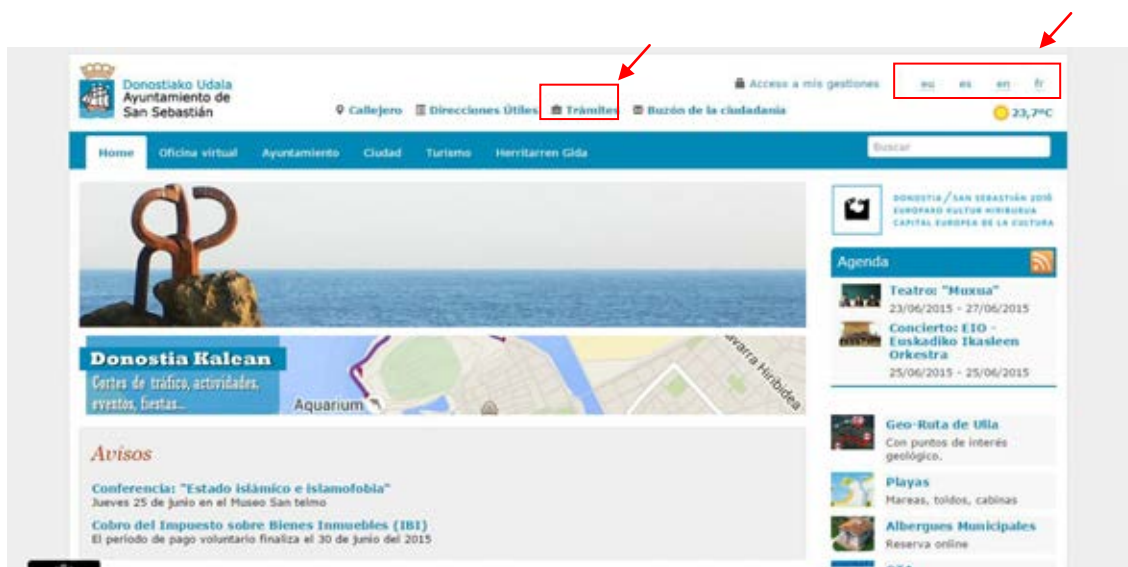 Donostiako Udala
Ayuntamiento de
San Sebastián
Acceso a mis gestiones
eu es en fr
Callejero Direcciones Útiles Trámites Buzón de la ciudadanía
23,7ºC
Home Oficina virtual Ayuntamiento Ciudad Turismo Herritarren Gida
Buscar
DONOSTIA / SAN SEBASTIÁN 2016
EUROPAKO KULTUR HIRIBURUA
CAPITAL EUROPEA DE LA CULTURA
Agenda
Teatro: "Muxua"
23/06/2015 - 27/06/2015
Concierto: EIO -
Euskadiko Ikasleen
Orkestra
25/06/2015 - 25/06/2015
Donostia Kalean
Cortes de tráfico, actividades,
eventos, fiestas...
Aquarium
Navarra Hiribidea
Avisos
Conferencia: "Estado islámico e islamofobia"
Jueves 25 de junio en el Museo San telmo
Cobro del Impuesto sobre Bienes Inmuebles (IBI)
El periodo de pago voluntario finaliza el 30 de junio del 2015
Geo-Ruta de Ulia
Con puntos de interés
geológico.
Playas
Mareas, toldos, cabinas
Albergues Municipales
Reserva online